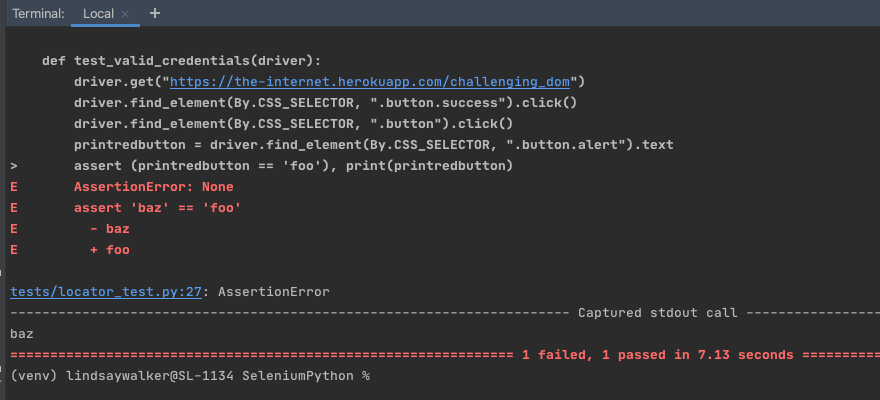 Terminal: Local × +
def test_valid_credentials(driver):
driver.get("https://the-internet.herokuapp.com/challenging_dom")
driver.find_element(By.CSS_SELECTOR, ".button.success").click()
driver.find_element(By.CSS_SELECTOR, ".button").click()
printredbutton = driver.find_element(By.CSS_SELECTOR, ".button.alert").text
> assert (printredbutton == 'foo'), print(printredbutton)
E AssertionError: None
E assert 'baz' == 'foo'
E - baz
E + foo
tests/locator_test.py:27: AssertionError
---------------------------------------------------------------------- Captured stdout call -----------------
baz
=============================================================== 1 failed, 1 passed in 7.13 seconds ==========
(venv) lindsaywalker@SL-1134 SeleniumPython %